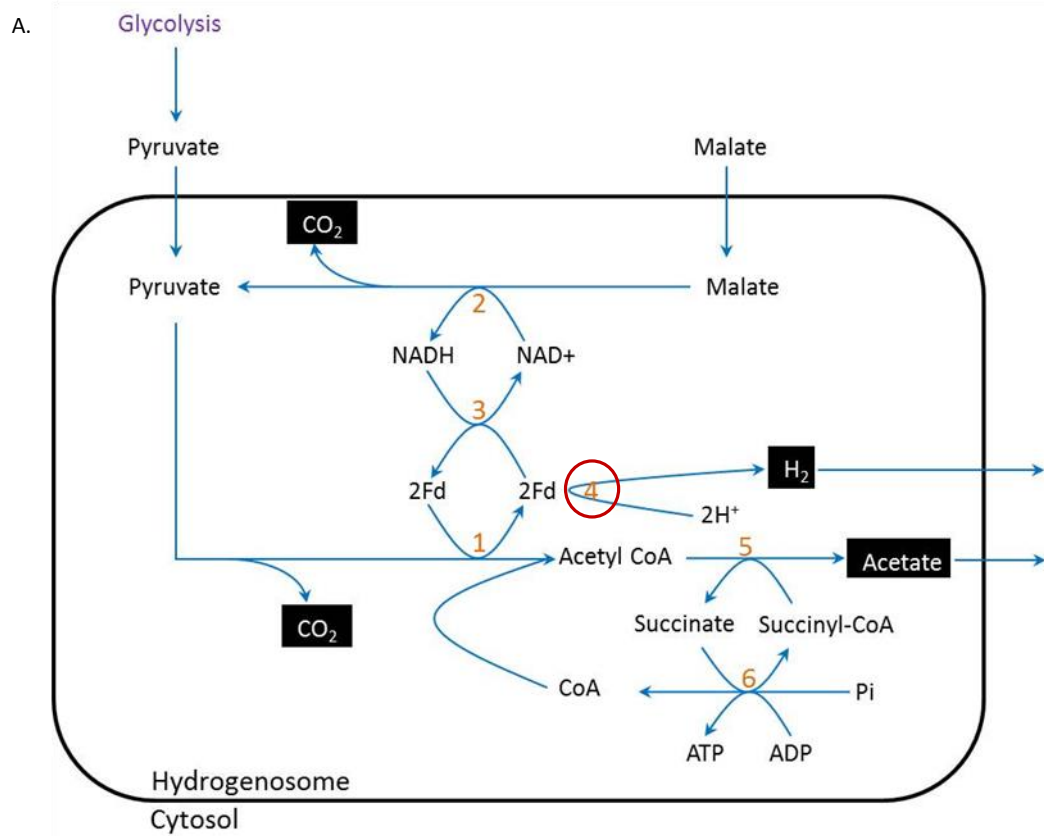 A.
Glycolysis
Pyruvate
Malate
CO₂
Pyruvate
Malate
2
NADH
NAD+
3
2Fd
2Fd
4
H₂
2H⁺
1
Acetyl CoA
5
Acetate
CO₂
Succinate
Succinyl-CoA
6
CoA
Pi
ATP
ADP
Hydrogenosome
Cytosol